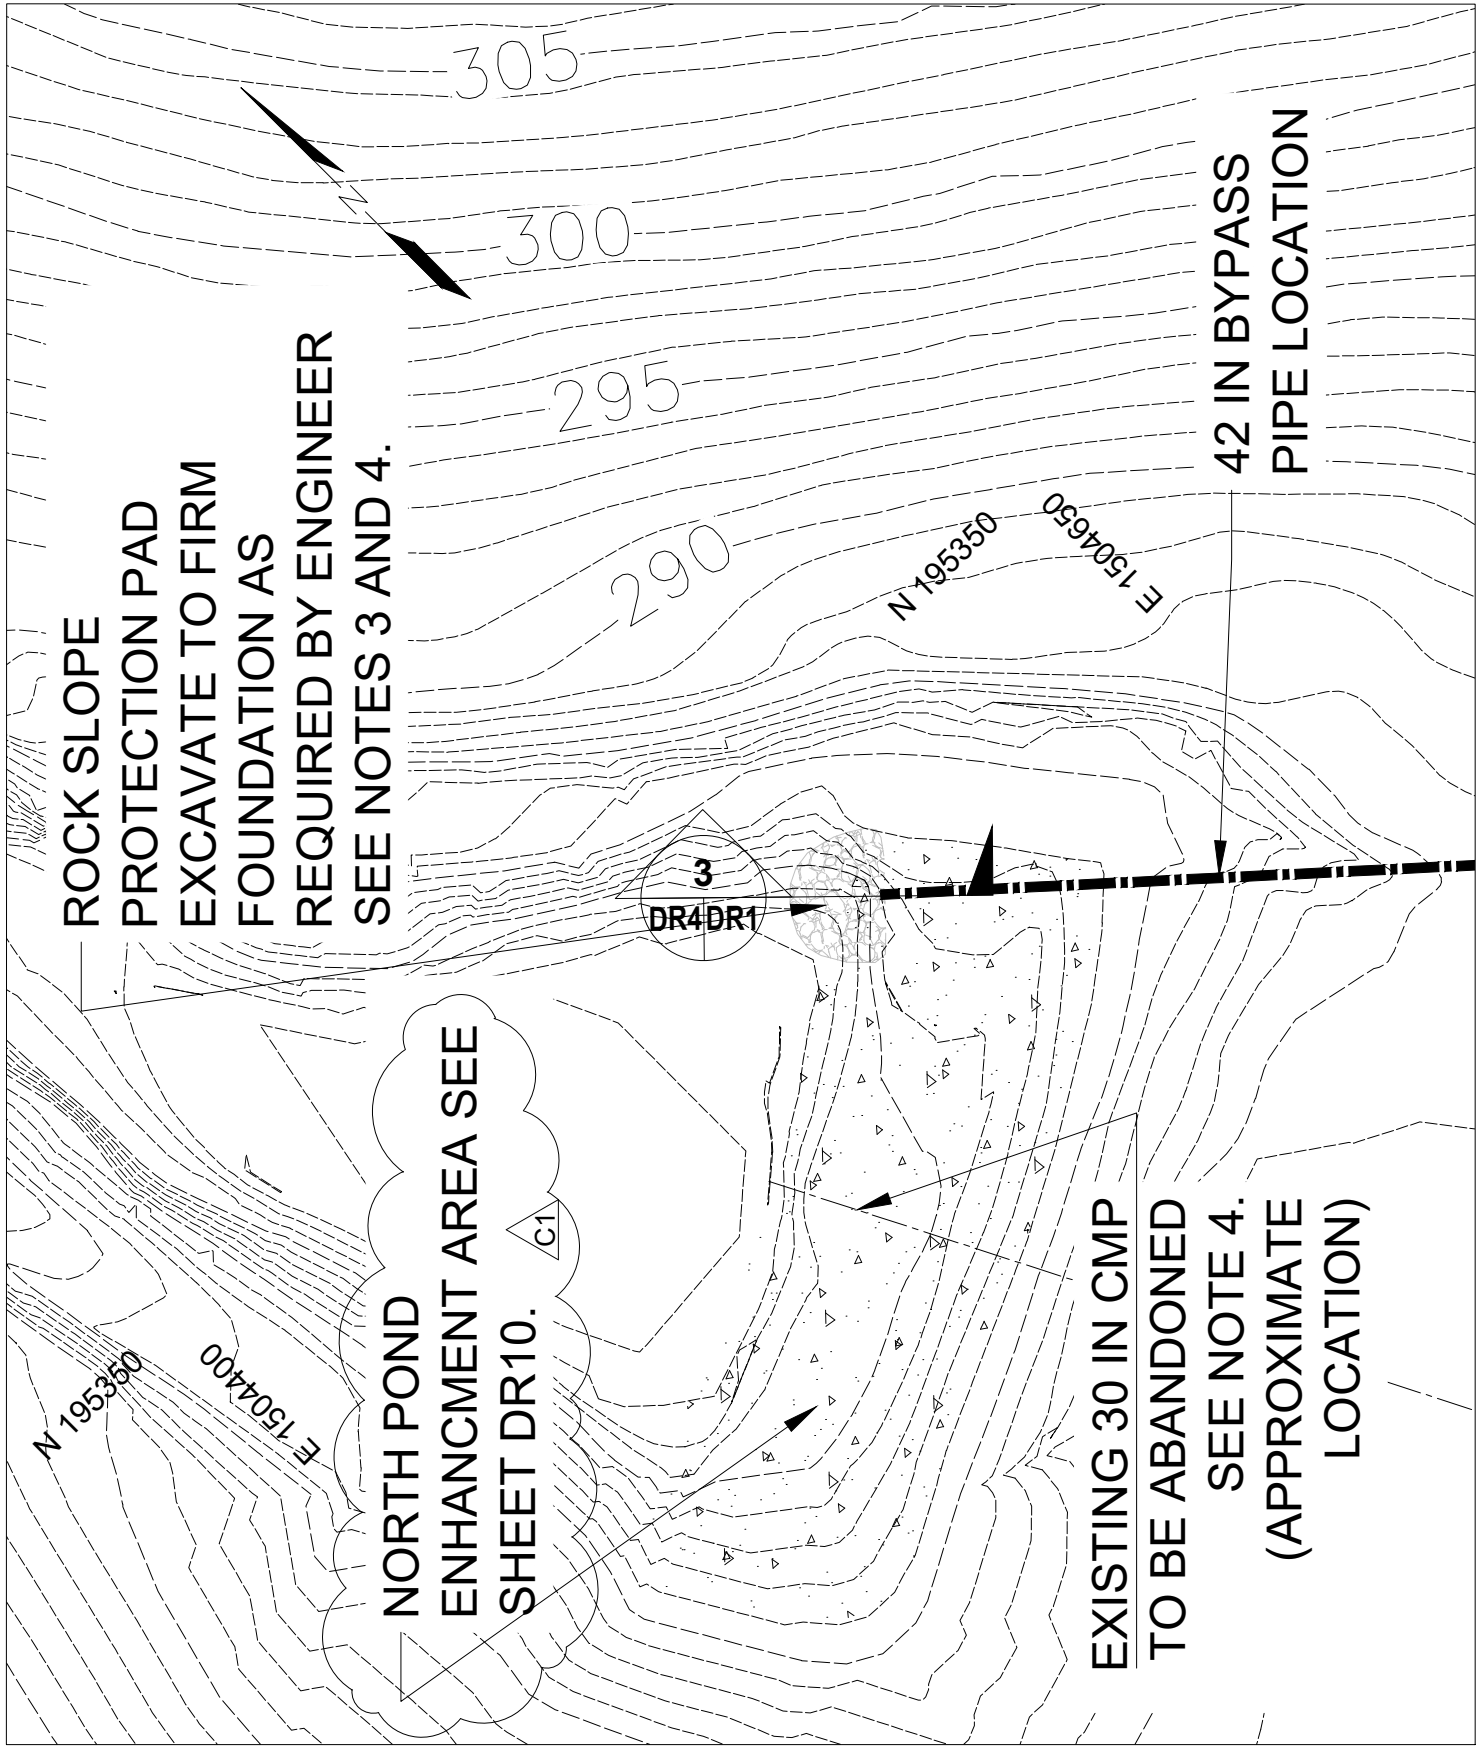 ROCK SLOPE
PROTECTION PAD
EXCAVATE TO FIRM
FOUNDATION AS
REQUIRED BY ENGINEER
SEE NOTES 3 AND 4.
N
305
300
295
290
42 IN BYPASS
PIPE LOCATION
N 195350
E 1504650
3
DR4 DR1
NORTH POND
ENHANCMENT AREA SEE
SHEET DR10.
C1
N 195350
E 1504400
EXISTING 30 IN CMP
TO BE ABANDONED
SEE NOTE 4.
(APPROXIMATE
LOCATION)